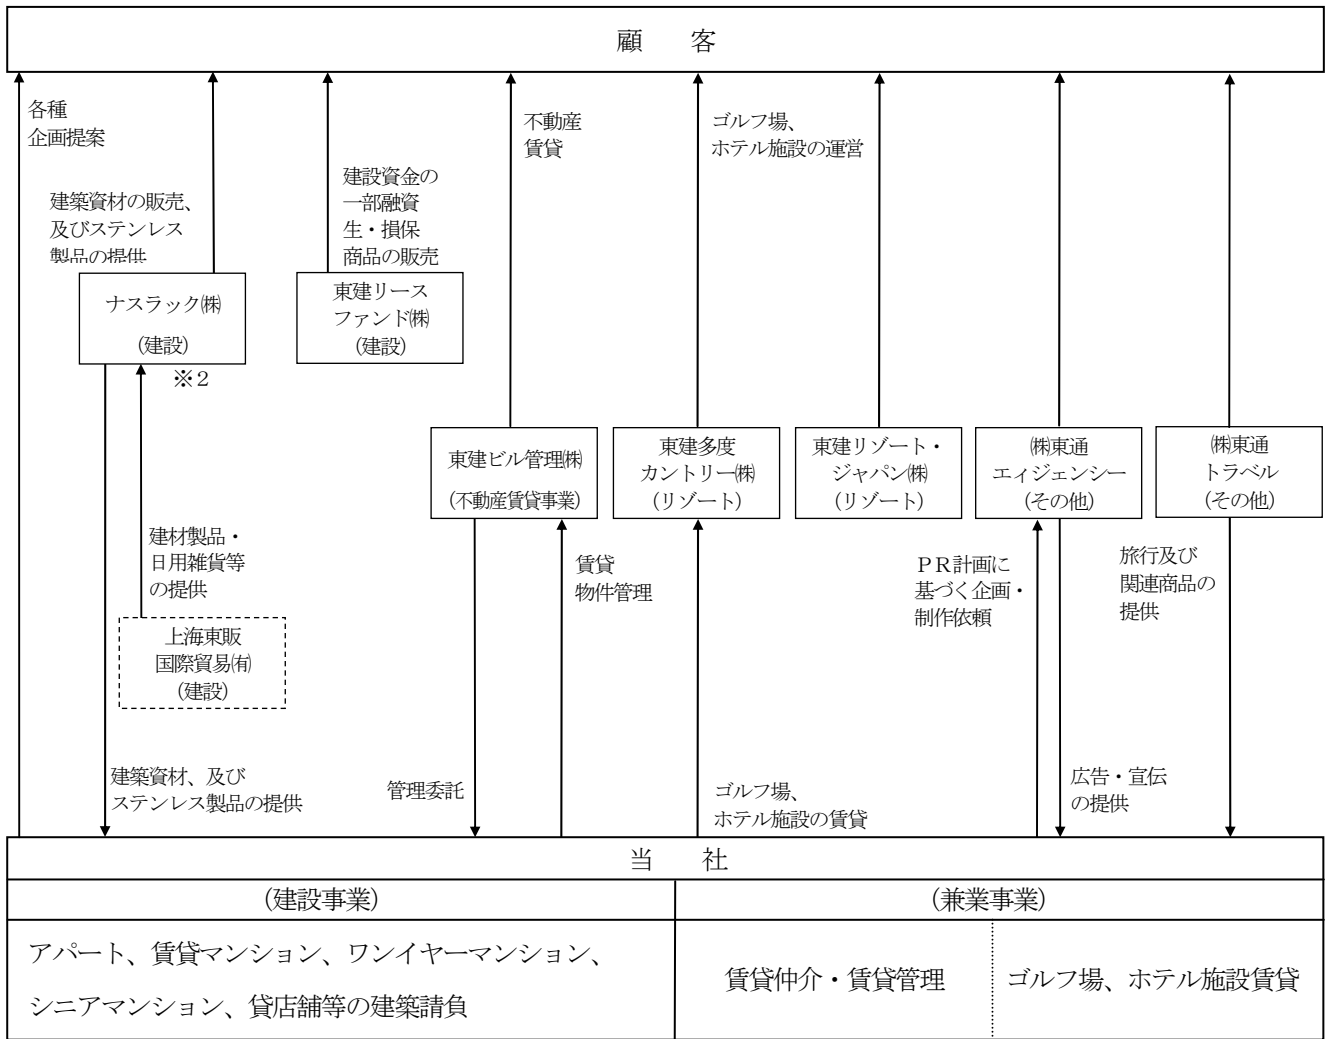 顧　客
各種
企画提案
建築資材の販売、
及びステンレス
製品の提供
建設資金の
一部融資
生・損保
商品の販売
不動産
賃貸
ゴルフ場、
ホテル施設の運営
ナスラック㈱
(建設)
※2
東建リース
ファンド㈱
(建設)
東建ビル管理㈱
(不動産賃貸事業)
東建多度
カントリー㈱
(リゾート)
東建リゾート・
ジャパン㈱
(リゾート)
㈱東通
エィジェンシー
(その他)
㈱東通
トラベル
(その他)
建材製品・
日用雑貨等
の提供
上海東販
国際貿易㈲
(建設)
賃貸
物件管理
ＰＲ計画に
基づく企画・
制作依頼
旅行及び
関連商品の
提供
建築資材、及び
ステンレス製品の提供
管理委託
ゴルフ場、
ホテル施設の賃貸
広告・宣伝
の提供
当　社
(建設事業)
(兼業事業)
アパート、賃貸マンション、ワンイヤーマンション、
シニアマンション、貸店舗等の建築請負
賃貸仲介・賃貸管理
ゴルフ場、ホテル施設賃貸